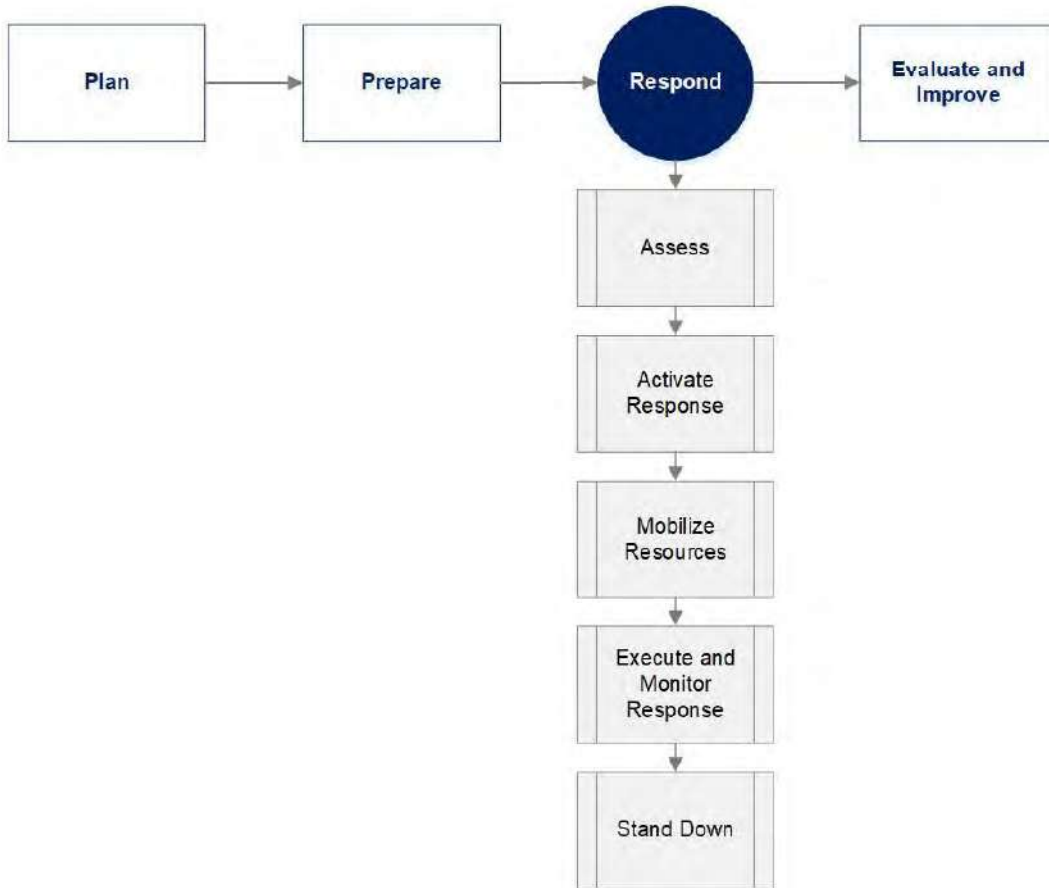 Plan
Prepare
Respond
Evaluate and
Improve
Assess
Activate
Response
Mobilize
Resources
Execute and
Monitor
Response
Stand Down